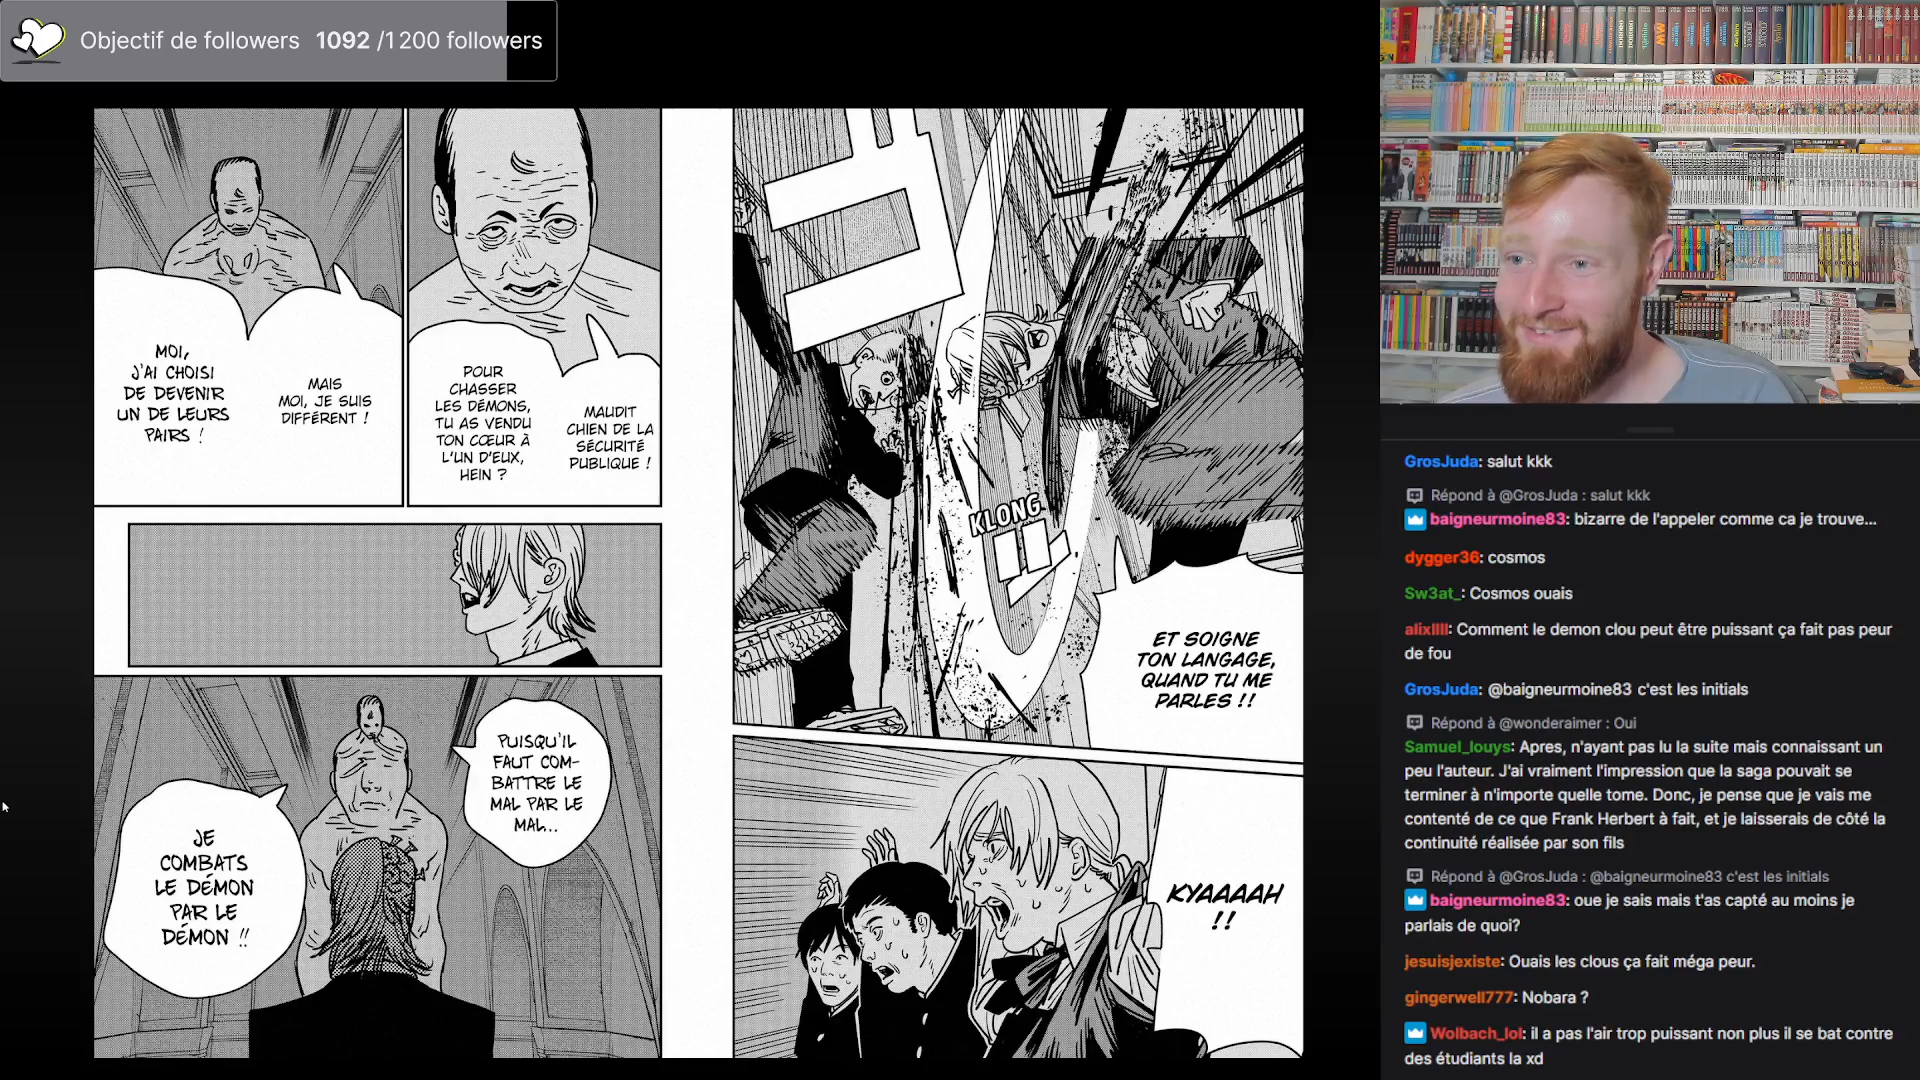 Objectif de followers 1092 /1 200 followers
MAUDIT
CHIEN DE LA
SÉCURITÉ
PUBLIQUE !
POUR
CHASSER
LES DÉMONS,
TU AS VENDU
TON CŒUR À
L'UN D'EUX,
HEIN ?
MAIS
MOI, JE SUIS
DIFFÉRENT !
MOI,
J'AI CHOISI
DE DEVENIR
UN DE LEURS
PAIRS !
PUISQU'IL
FAUT COM-
BATTRE LE
MAL PAR LE
MAL...
JE
COMBATS
LE DÉMON
PAR LE
DÉMON !!
KLONG
ET SOIGNE
TON LANGAGE,
QUAND TU ME
PARLES !!
KYAAAAH
!!
GrosJuda: salut kkk
Répond à @GrosJuda : salut kkk
baigneurmoine83: bizarre de l'appeler comme ca je trouve...
dygger36: cosmos
Sw3at_: Cosmos ouais
alixllll: Comment le demon clou peut être puissant ça fait pas peur
de fou
GrosJuda: @baigneurmoine83 c'est les initials
Répond à @wonderaimer : Oui
Samuel_louys: Apres, n'ayant pas lu la suite mais connaissant un
peu l'auteur. J'ai vraiment l'impression que la saga pouvait se
terminer à n'importe quelle tome. Donc, je pense que je vais me
contenté de ce que Frank Herbert à fait, et je laisserais de côté la
continuité réalisée par son fils
Répond à @GrosJuda : @baigneurmoine83 c'est les initials
baigneurmoine83: oue je sais mais t'as capté au moins je
parlais de quoi?
jesuisjexiste: Ouais les clous ça fait méga peur.
gingerwell777: Nobara ?
Wolbach_lol: il a pas l'air trop puissant non plus il se bat contre
des étudiants la xd